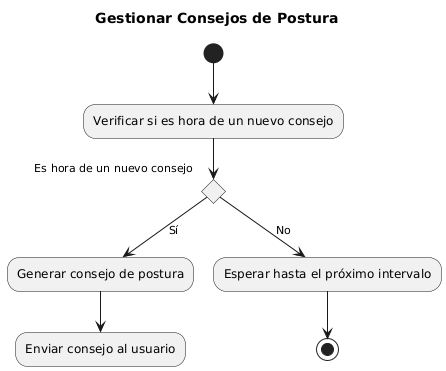 Gestionar Consejos de Postura
Verificar si es hora de un nuevo consejo
Es hora de un nuevo consejo
Sí
No
Generar consejo de postura
Esperar hasta el próximo intervalo
Enviar consejo al usuario